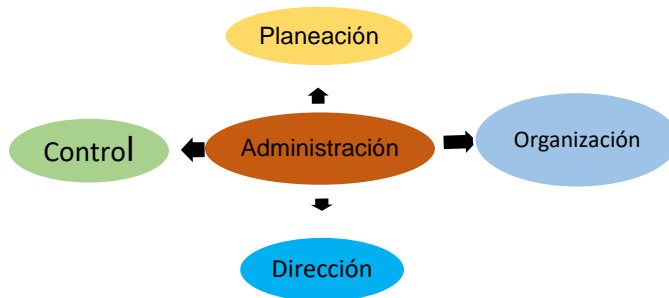 Planeación
Control
Administración
Organización
Dirección